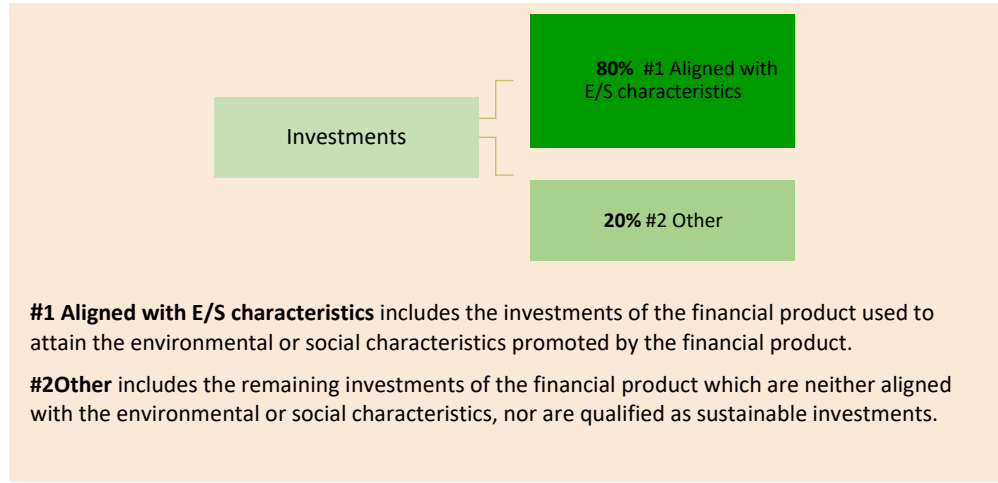 80% #1 Aligned with
E/S characteristics
Investments
20% #2 Other
#1 Aligned with E/S characteristics includes the investments of the financial product used to
attain the environmental or social characteristics promoted by the financial product.
#2Other includes the remaining investments of the financial product which are neither aligned
with the environmental or social characteristics, nor are qualified as sustainable investments.